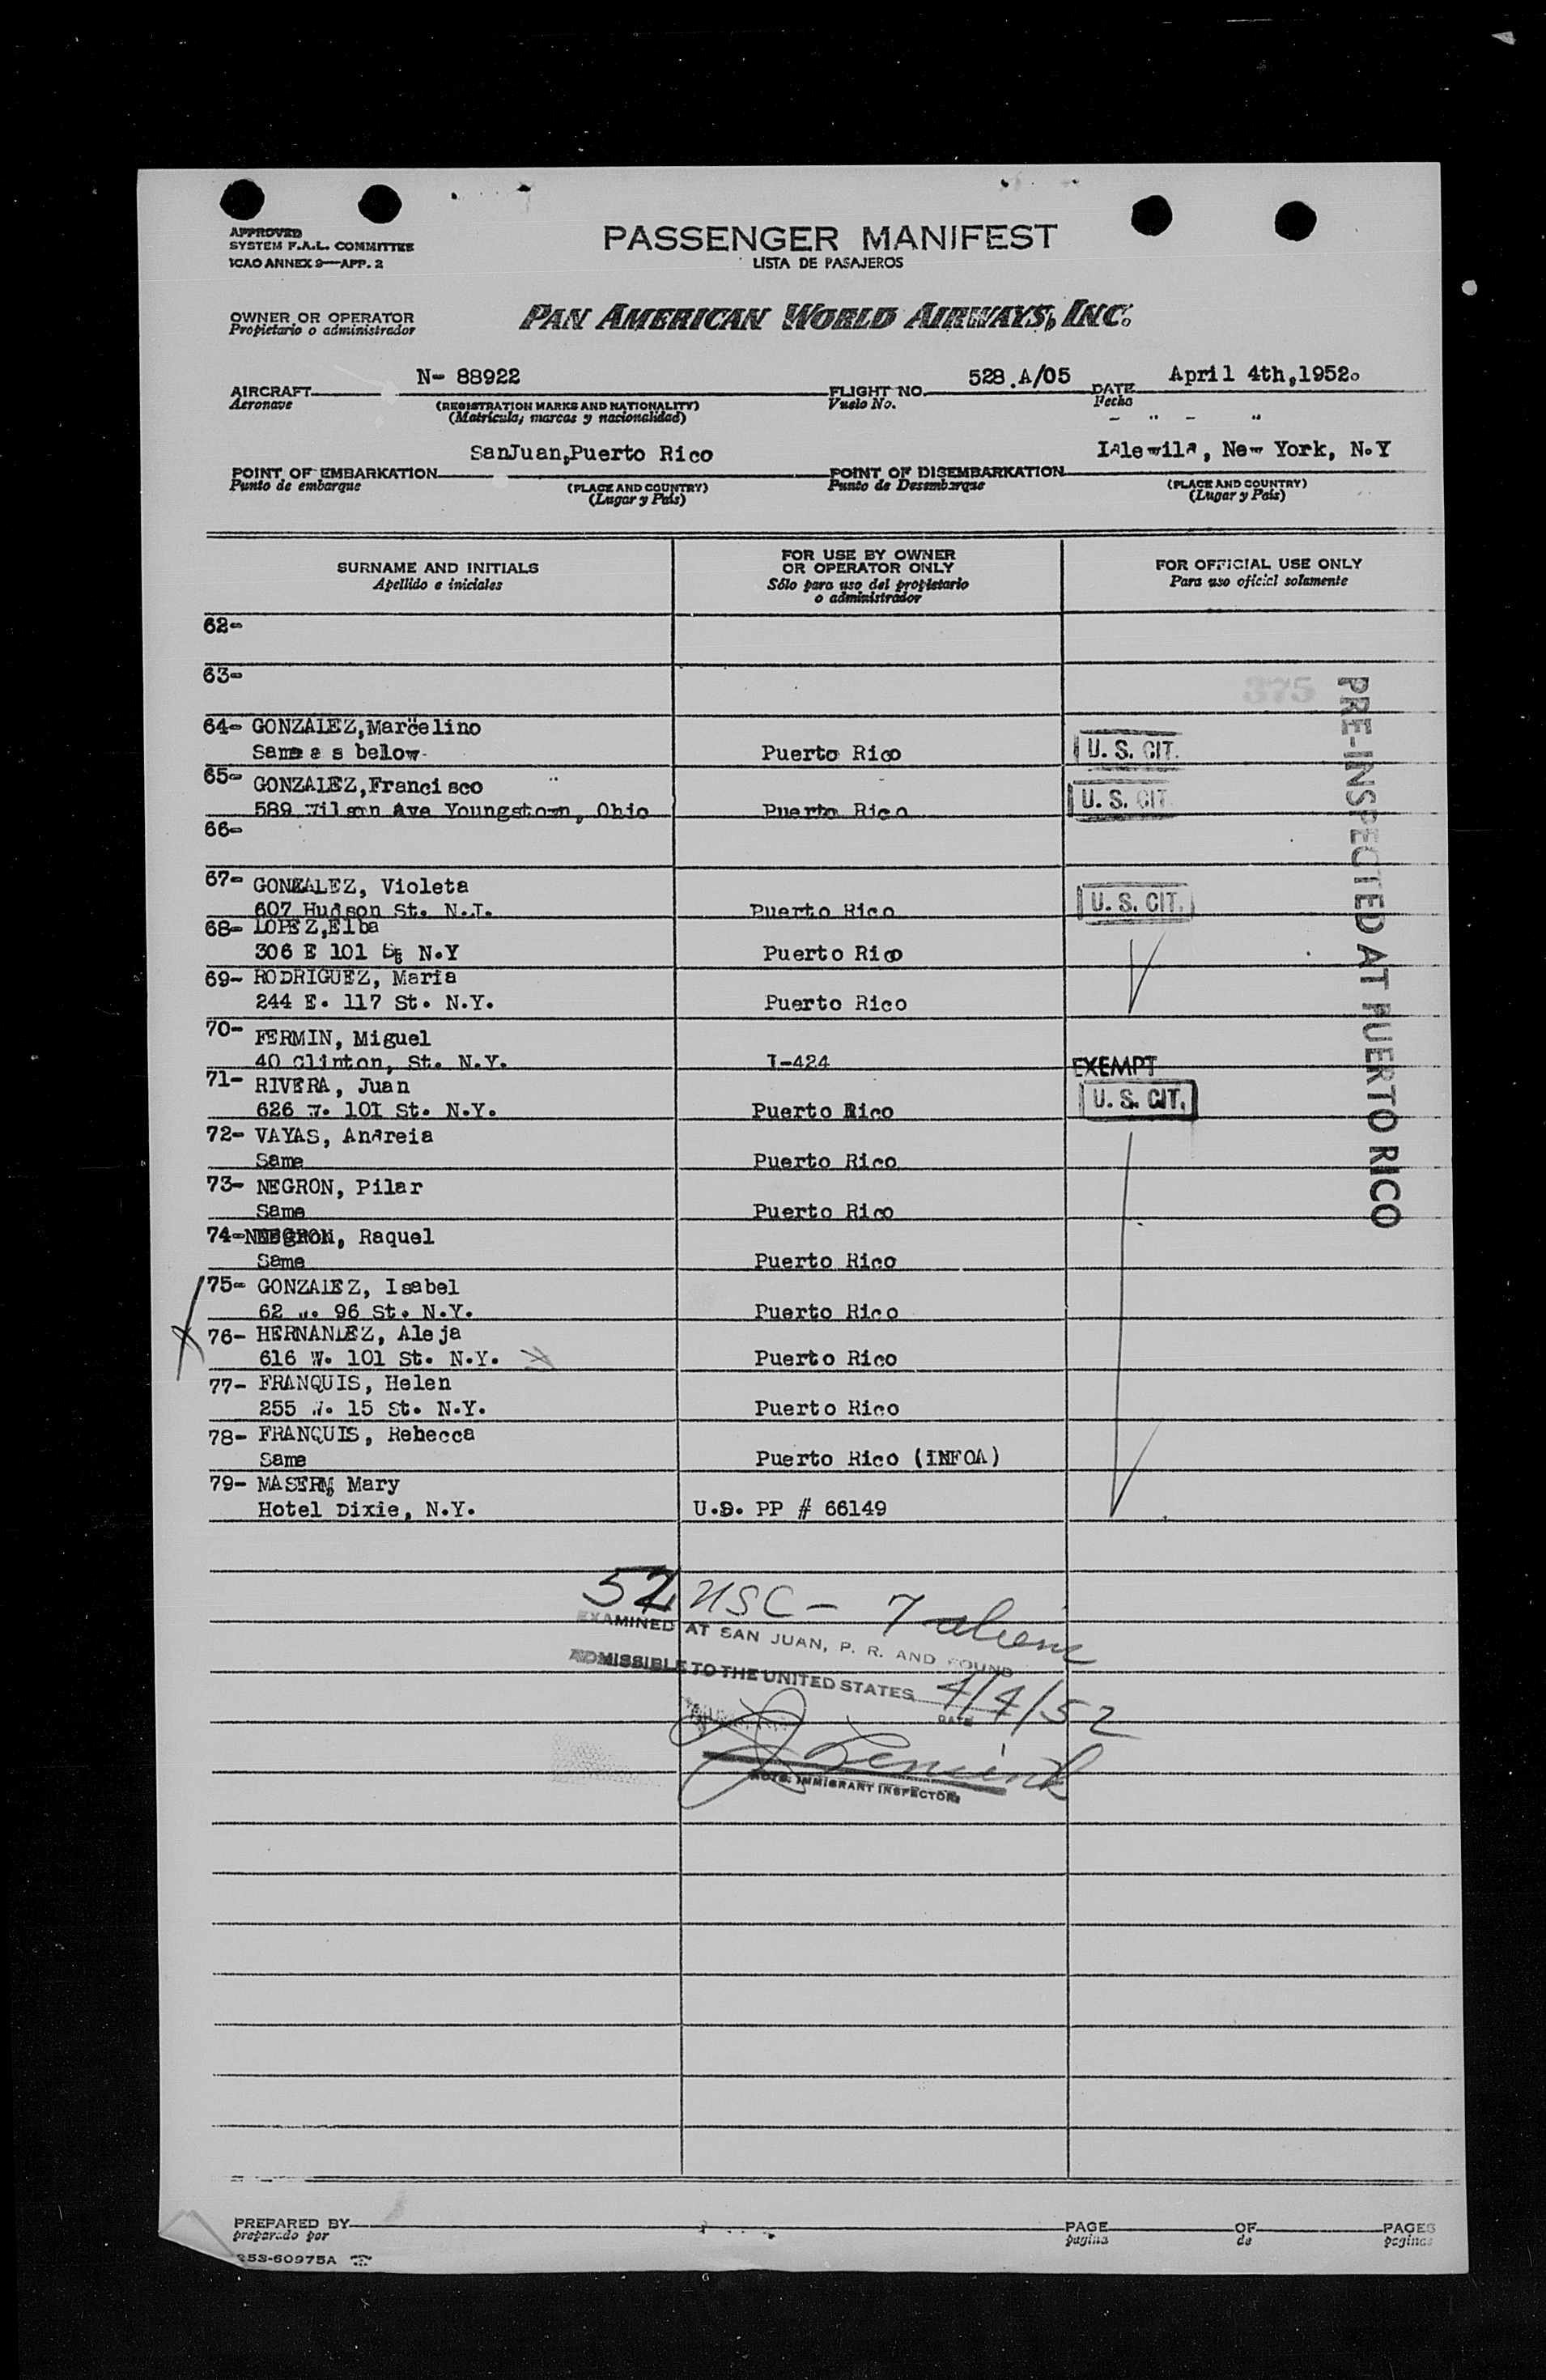 APPROVED
SYSTEM F.A.L. COMMITTEE
ICAO ANNEX 9—APP. 2
PASSENGER MANIFEST
LISTA DE PASAJEROS
OWNER OR OPERATOR
Propietario o administrador
PAN AMERICAN WORLD AIRWAYS, INC.
AIRCRAFT N- 88922 FLIGHT NO. 528 A/05 DATE April 4th,1952.
Aeronave (REGISTRATION MARKS AND NATIONALITY) Vuelo No. Fecha
(Matrícula, marcas y nacionalidad)
POINT OF EMBARKATION SanJuan,Puerto Rico POINT OF DISEMBARKATION Idlewild, New York, N.Y
Punto de embarque (PLACE AND COUNTRY) Punto de Desembarque (PLACE AND COUNTRY)
(Lugar y País) (Lugar y País)
SURNAME AND INITIALS
Apellido e iniciales
FOR USE BY OWNER
OR OPERATOR ONLY
Sólo para uso del propietario
o administrador
FOR OFFICIAL USE ONLY
Para uso oficial solamente
62-
63-
375
64- GONZALEZ,Marcelino
Same a s below Puerto Rico U. S. CIT.
65- GONZALEZ,Francisco
589 Wilson Ave Youngstown, Ohio Puerto Rico U. S. CIT
66-
67- GONZALEZ, Violeta
607 Hudson St. N.J. Puerto Rico U. S. CIT.
68- LOPEZ,Elba
306 E 101 St N.Y Puerto Rico
69- RODRIGUEZ, Maria
244 E. 117 St. N.Y. Puerto Rico
70- FERMIN, Miguel
40 Clinton, St. N.Y. I-424 EXEMPT
71- RIVERA, Juan
626 W. 101 St. N.Y. Puerto Rico U. S. CIT.
72- VAYAS, Andreia
Same Puerto Rico
73- NEGRON, Pilar
Same Puerto Rico
74- NEGRON, Raquel
Same Puerto Rico
75- GONZALEZ, Isabel
62 W. 96 St. N.Y. Puerto Rico
76- HERNANDEZ, Aleja
616 W. 101 St. N.Y. Puerto Rico
77- FRANQUIS, Helen
255 W. 15 St. N.Y. Puerto Rico
78- FRANQUIS, Rebecca
Same Puerto Rico (INFOA)
79- MASERM, Mary
Hotel Dixie, N.Y. U.S. PP # 66149
PRE-INSPECTED AT PUERTO RICO
52 USC - 7 aliens
EXAMINED AT SAN JUAN, P. R. AND FOUND
ADMISSIBLE TO THE UNITED STATES 4/4/52
DATE
IMMIGRANT INSPECTOR
PREPARED BY PAGE OF PAGES
preparado por pagina de paginas
253-60975A